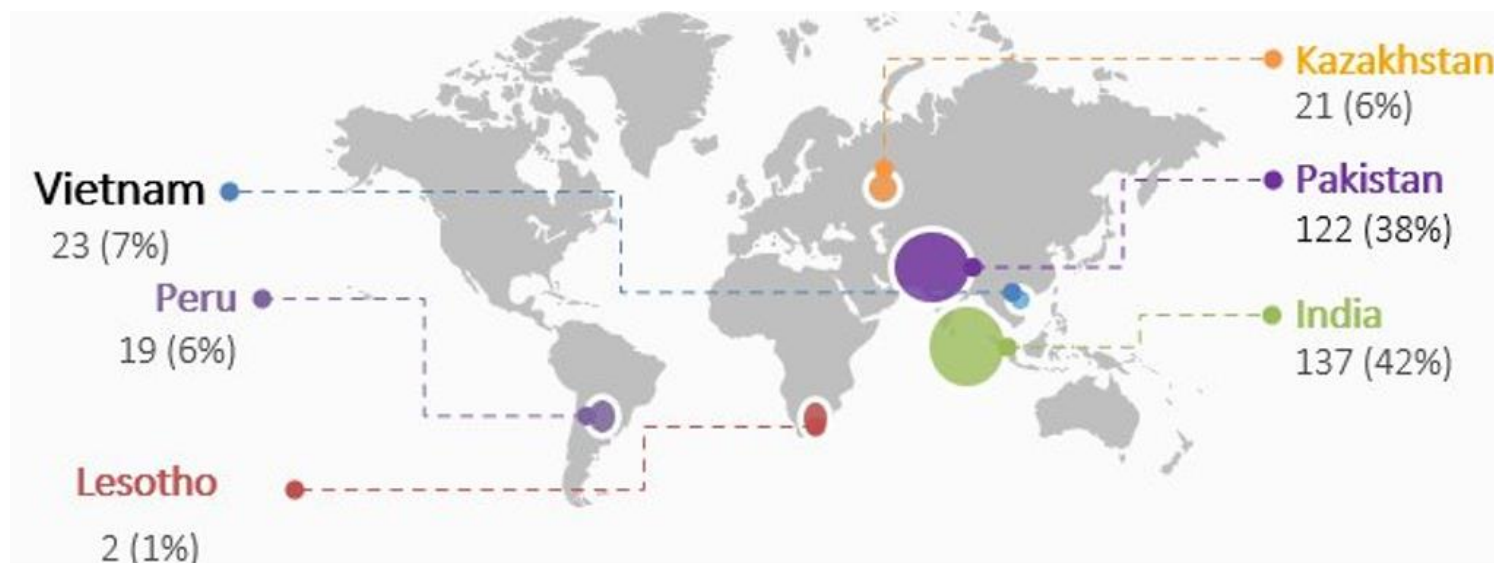 Kazakhstan
21 (6%)
Vietnam
23 (7%)
Pakistan
122 (38%)
Peru
19 (6%)
India
137 (42%)
Lesotho
2 (1%)